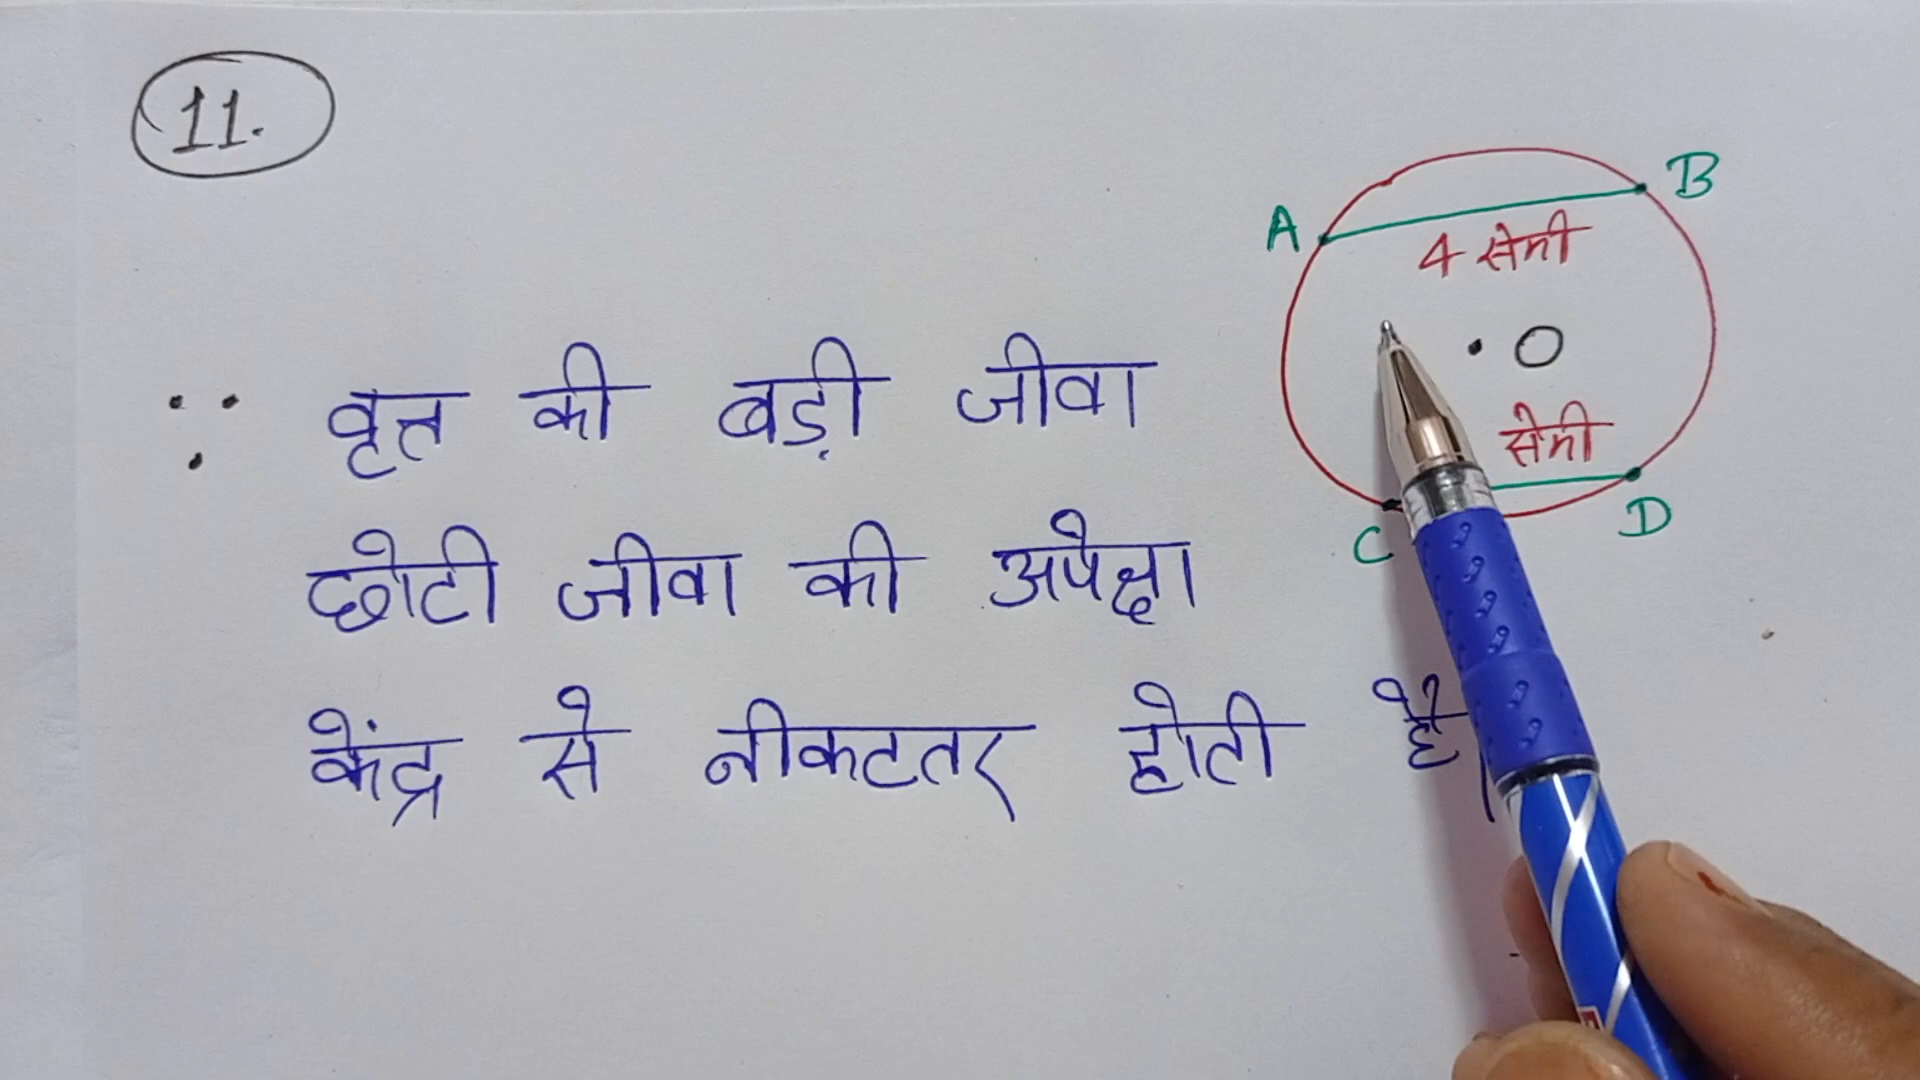 11.
B
A
4 सेमी
∵ वृत्त की बड़ी जीवा
. O
सेमी
C D
छोटी जीवा की अपेक्षा
केंद्र से नीकटतर होती है।